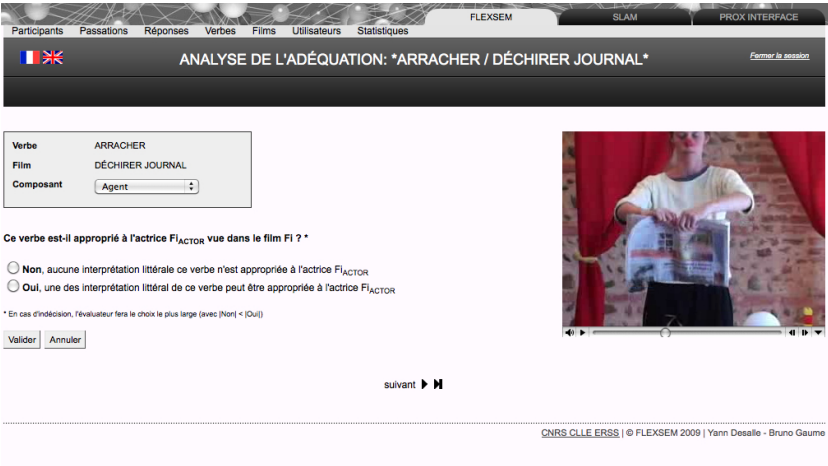 FLEXSEM SLAM PROX INTERFACE
Participants Passations Réponses Verbes Films Utilisateurs Statistiques
ANALYSE DE L'ADÉQUATION: *ARRACHER / DÉCHIRER JOURNAL*
Fermer la session
Verbe ARRACHER
Film DÉCHIRER JOURNAL
Composant Agent
Ce verbe est-il approprié à l'actrice Fi_ACTOR vue dans le film Fi ? *
Non, aucune interprétation littérale ce verbe n'est appropriée à l'actrice Fi_ACTOR
Oui, une des interprétation littéral de ce verbe peut être appropriée à l'actrice Fi_ACTOR
* En cas d'indécision, l'évaluateur fera le choix le plus large (avec |Non| < |Oui|)
Valider Annuler
suivant
CNRS CLLE ERSS | © FLEXSEM 2009 | Yann Desalle - Bruno Gaume